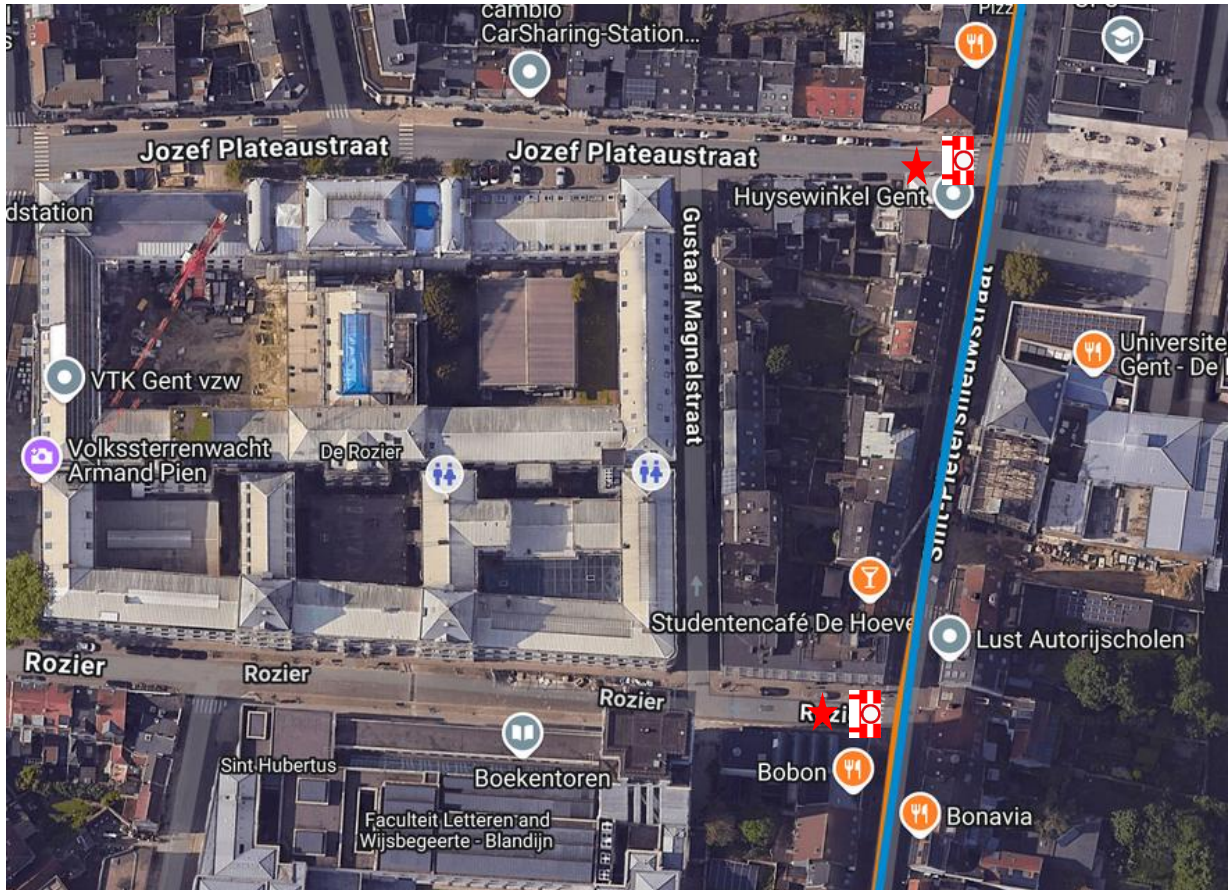 cambio
CarSharing-Station...
Jozef Plateaustraat
Jozef Plateaustraat
Huysewinkel Gent
dstation
Gustaaf Magnelstraat
Sint-Pietersnieuwstraat
Universite
Gent - De
VTK Gent vzw
Volkssterrenwacht
Armand Pien
De Rozier
Studentencafé De Hoeve
Lust Autorijscholen
Rozier
Rozier
Rozier
Rozi
Boekentoren
Sint Hubertus
Bobon
Bonavia
Faculteit Letteren and
Wijsbegeerte - Blandijn